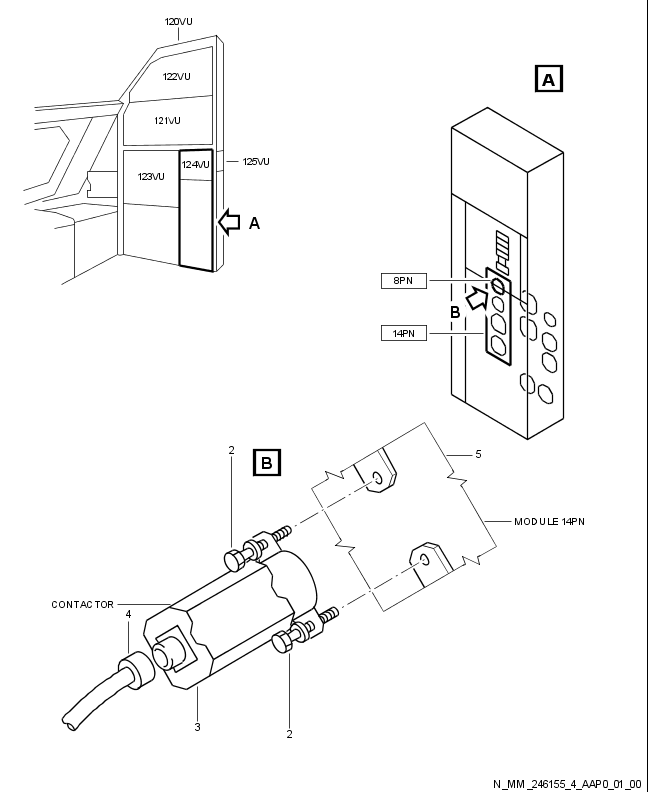 120VU
122VU
121VU
123VU
124VU
125VU
A
A
8PN
B
14PN
B
2
5
MODULE 14PN
CONTACTOR
4
3
2
N_MM_246155_4_AAP0_01_00